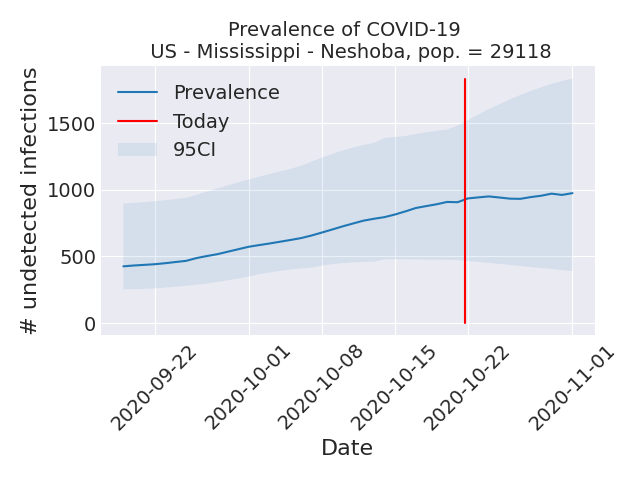 Prevalence of COVID-19
US - Mississippi - Neshoba, pop. = 29118
Prevalence
Today
95CI
# undetected infections
1500
1000
500
0
2020-09-22
2020-10-01
2020-10-08
2020-10-15
2020-10-22
2020-11-01
Date